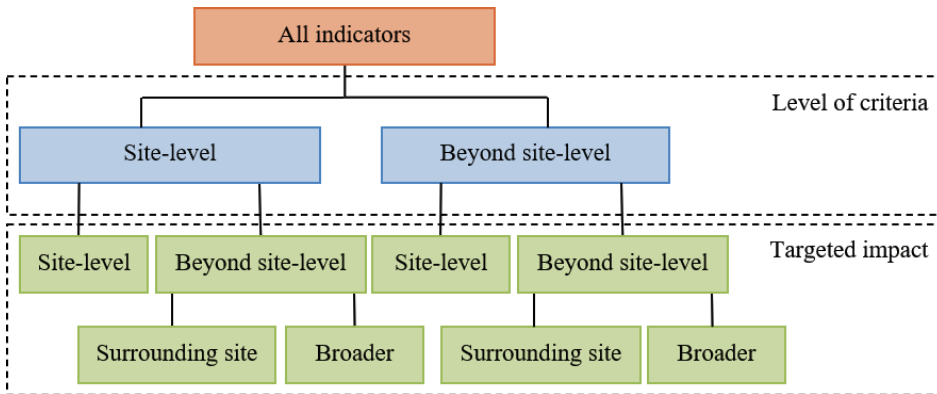 All indicators
Level of criteria
Site-level
Beyond site-level
Targeted impact
Site-level
Beyond site-level
Site-level
Beyond site-level
Surrounding site
Broader
Surrounding site
Broader